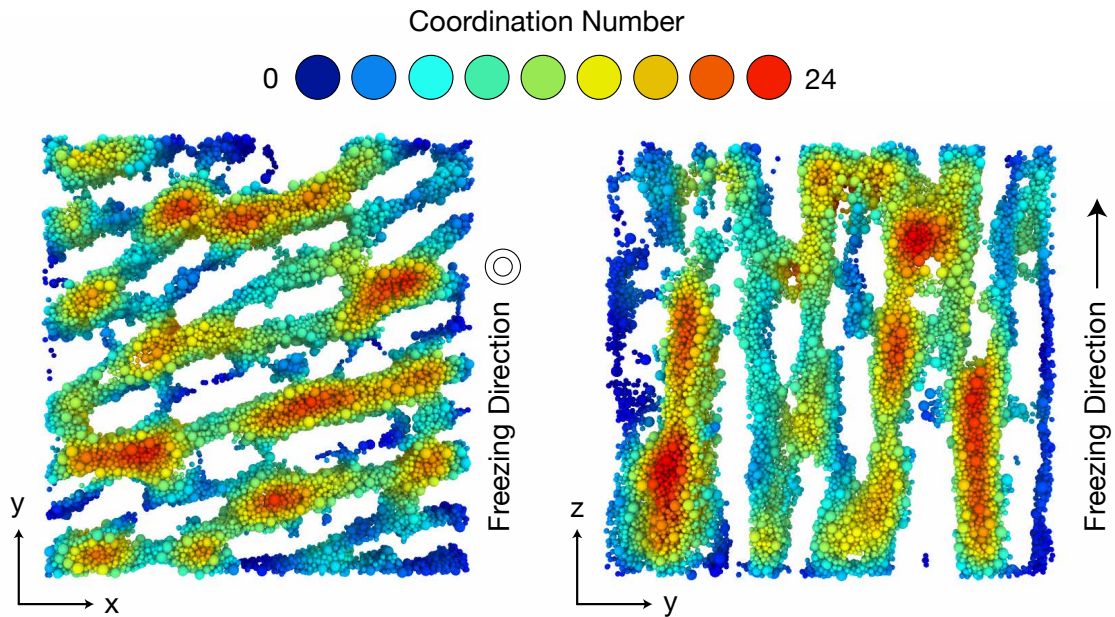 Coordination Number
0 24
Freezing Direction
y
x
Freezing Direction
z
y